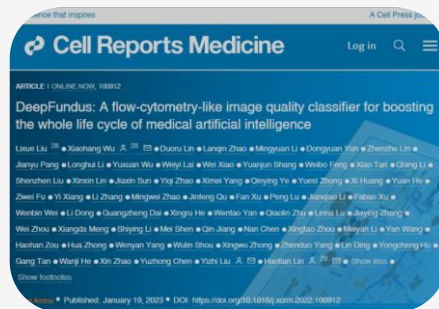 ence that inspires
A Cell Press jo
Cell Reports Medicine
Log in
ARTICLE | ONLINE NOW, 100912
DeepFundus: A flow-cytometry-like image quality classifier for boosting
the whole life cycle of medical artificial intelligence
Lixue Liu 28 • Xiaohang Wu 28 • Duoru Lin • Lanqin Zhao • Mingyuan Li • Dongyuan Yun • Zhenzhe Lin •
Jianyu Pang • Longhui Li • Yuxuan Wu • Weiyi Lai • Wei Xiao • Yuanjun Shang • Weibo Feng • Xiao Tan • Qiang Li •
Shenzhen Liu • Xinxin Lin • Jiaxin Sun • Yiqi Zhao • Ximei Yang • Qinying Ye • Yuesi Zhong • Xi Huang • Yuan He •
Ziwei Fu • Yi Xiang • Li Zhang • Mingwei Zhao • Jinfeng Qu • Fan Xu • Peng Lu • Jianqiao Li • Fabao Xu •
Wenbin Wei • Li Dong • Guangzheng Dai • Xingru He • Wentao Yan • Qiaolin Zhu • Linna Lu • Jiaying Zhang •
Wei Zhou • Xiangda Meng • Shiying Li • Mei Shen • Qin Jiang • Nan Chen • Xingtao Zhou • Meiyan Li • Yan Wang •
Haohan Zou • Hua Zhong • Wenyan Yang • Wulin Shou • Xingwu Zhong • Zhenduo Yang • Lin Ding • Yongcheng Hu •
Gang Tan • Wanji He • Xin Zhao • Yuzhong Chen • Yizhi Liu • Haotian Lin 29 • Show less •
Show footnotes
Access • Published: January 19, 2023 • DOI: https://doi.org/10.1016/j.xcrm.2022.100912